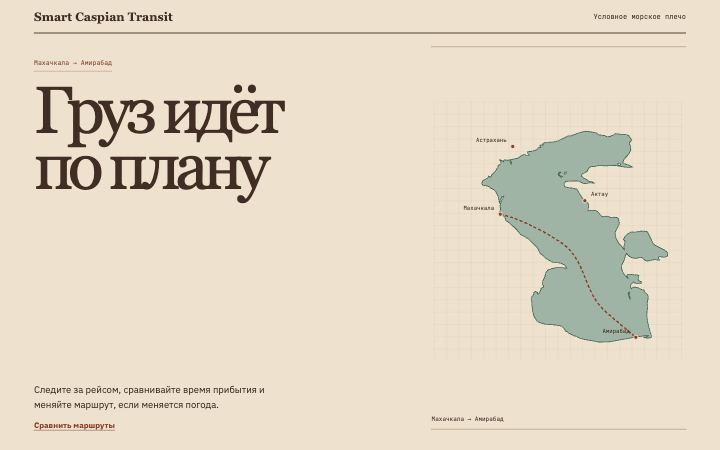 Smart Caspian Transit
Условное морское плечо
Махачкала → Амирабад
Груз идёт
по плану
Астрахань
Актау
Махачкала
Амирабад
Следите за рейсом, сравнивайте время прибытия и
меняйте маршрут, если меняется погода.
Сравнить маршруты
Махачкала → Амирабад